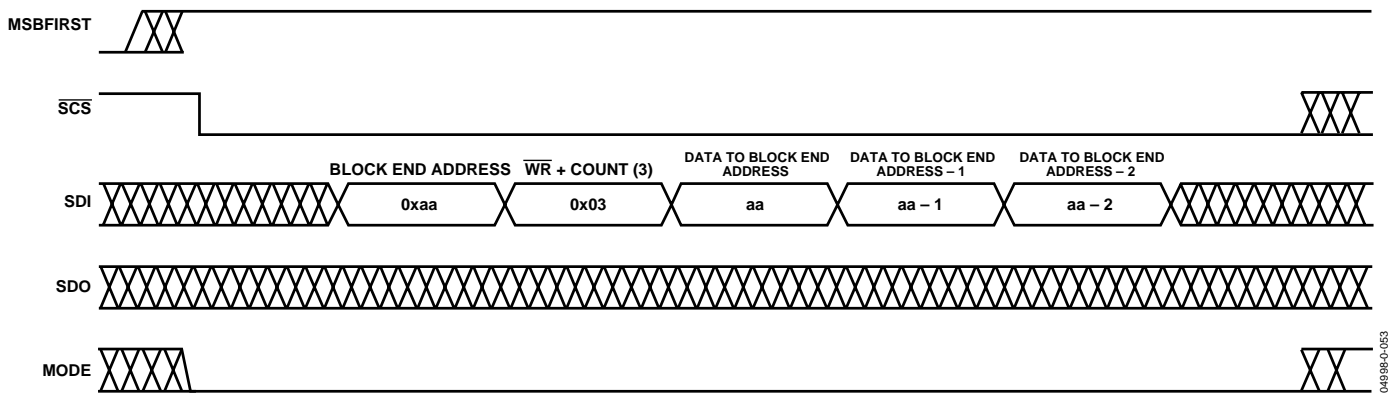 MSBFIRST
SCS
BLOCK END ADDRESS
WR + COUNT (3)
DATA TO BLOCK END
ADDRESS
DATA TO BLOCK END
ADDRESS – 1
DATA TO BLOCK END
ADDRESS – 2
SDI
0xaa
0x03
aa
aa – 1
aa – 2
SDO
MODE
04998-0-053